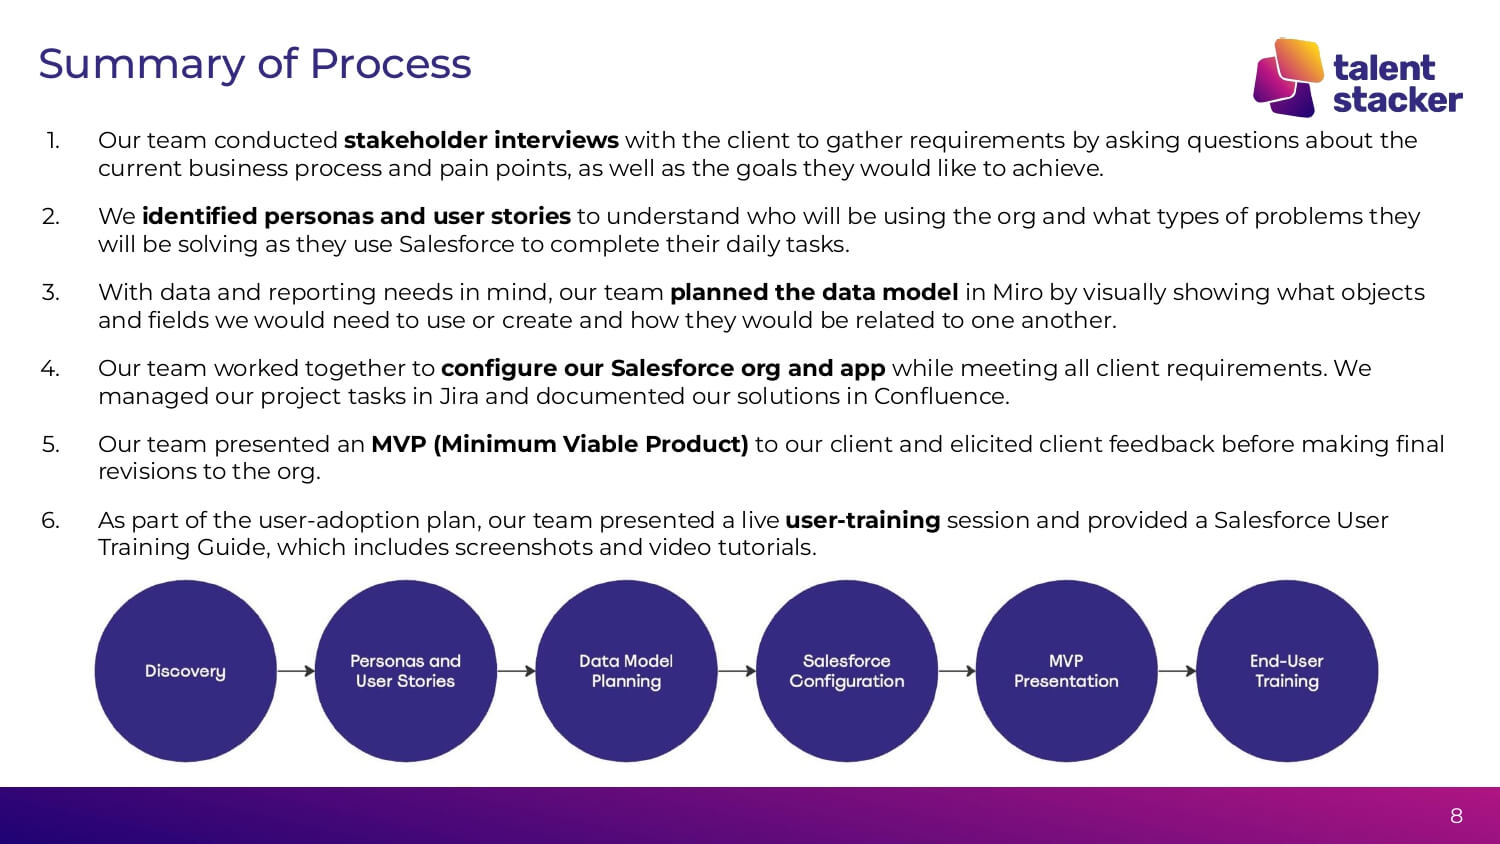 Summary of Process
talent
stacker
1. Our team conducted stakeholder interviews with the client to gather requirements by asking questions about the
current business process and pain points, as well as the goals they would like to achieve.
2. We identified personas and user stories to understand who will be using the org and what types of problems they
will be solving as they use Salesforce to complete their daily tasks.
3. With data and reporting needs in mind, our team planned the data model in Miro by visually showing what objects
and fields we would need to use or create and how they would be related to one another.
4. Our team worked together to configure our Salesforce org and app while meeting all client requirements. We
managed our project tasks in Jira and documented our solutions in Confluence.
5. Our team presented an MVP (Minimum Viable Product) to our client and elicited client feedback before making final
revisions to the org.
6. As part of the user-adoption plan, our team presented a live user-training session and provided a Salesforce User
Training Guide, which includes screenshots and video tutorials.
Discovery
Personas and
User Stories
Data Model
Planning
Salesforce
Configuration
MVP
Presentation
End-User
Training
8